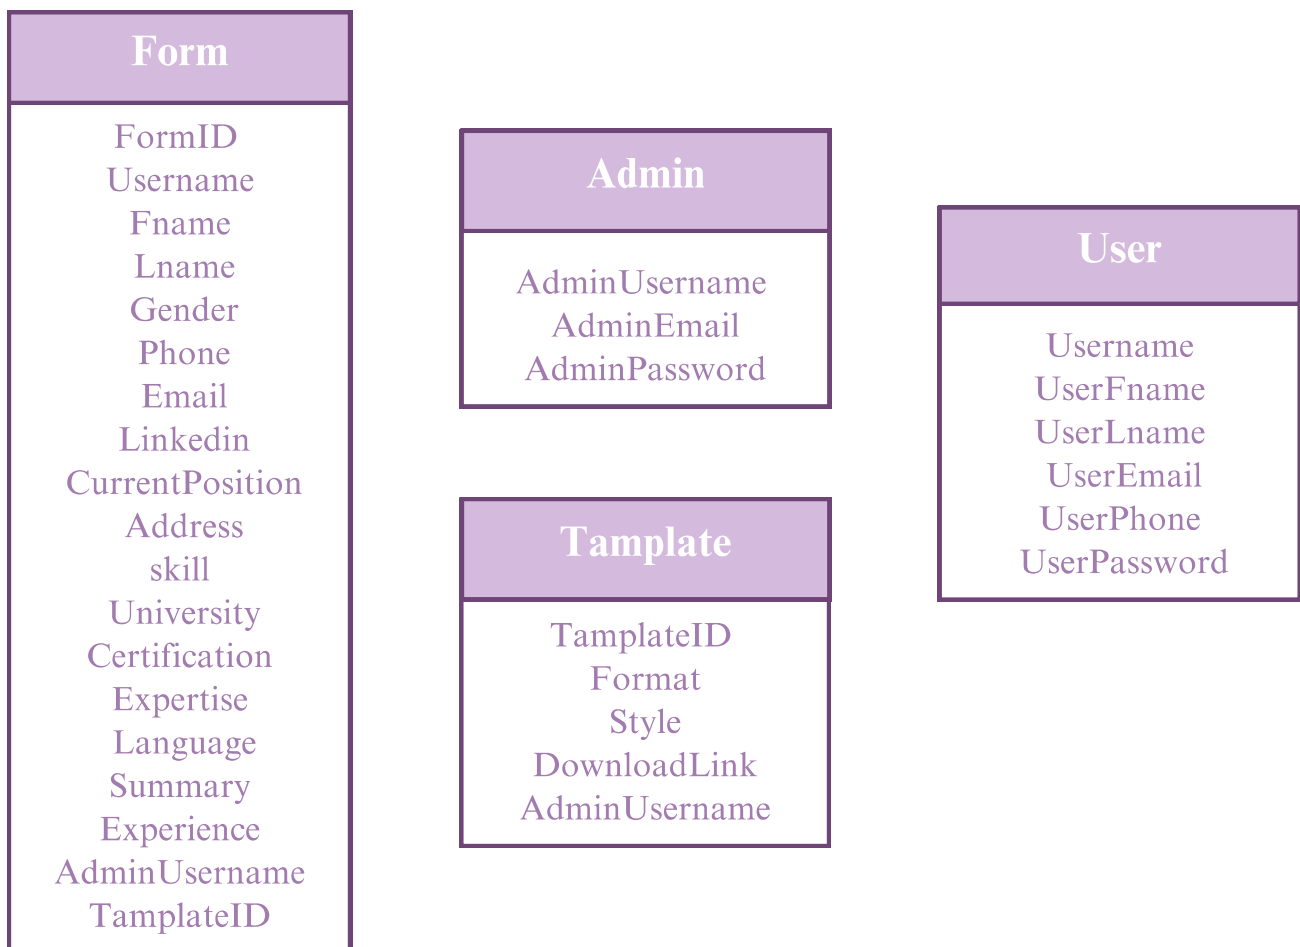 Form
FormID
Username
Fname
Lname
Gender
Phone
Email
Linkedin
CurrentPosition
Address
skill
University
Certification
Expertise
Language
Summary
Experience
AdminUsername
TamplateID
Admin
AdminUsername
AdminEmail
AdminPassword
Tamplate
TamplateID
Format
Style
DownloadLink
AdminUsername
User
Username
UserFname
UserLname
UserEmail
UserPhone
UserPassword